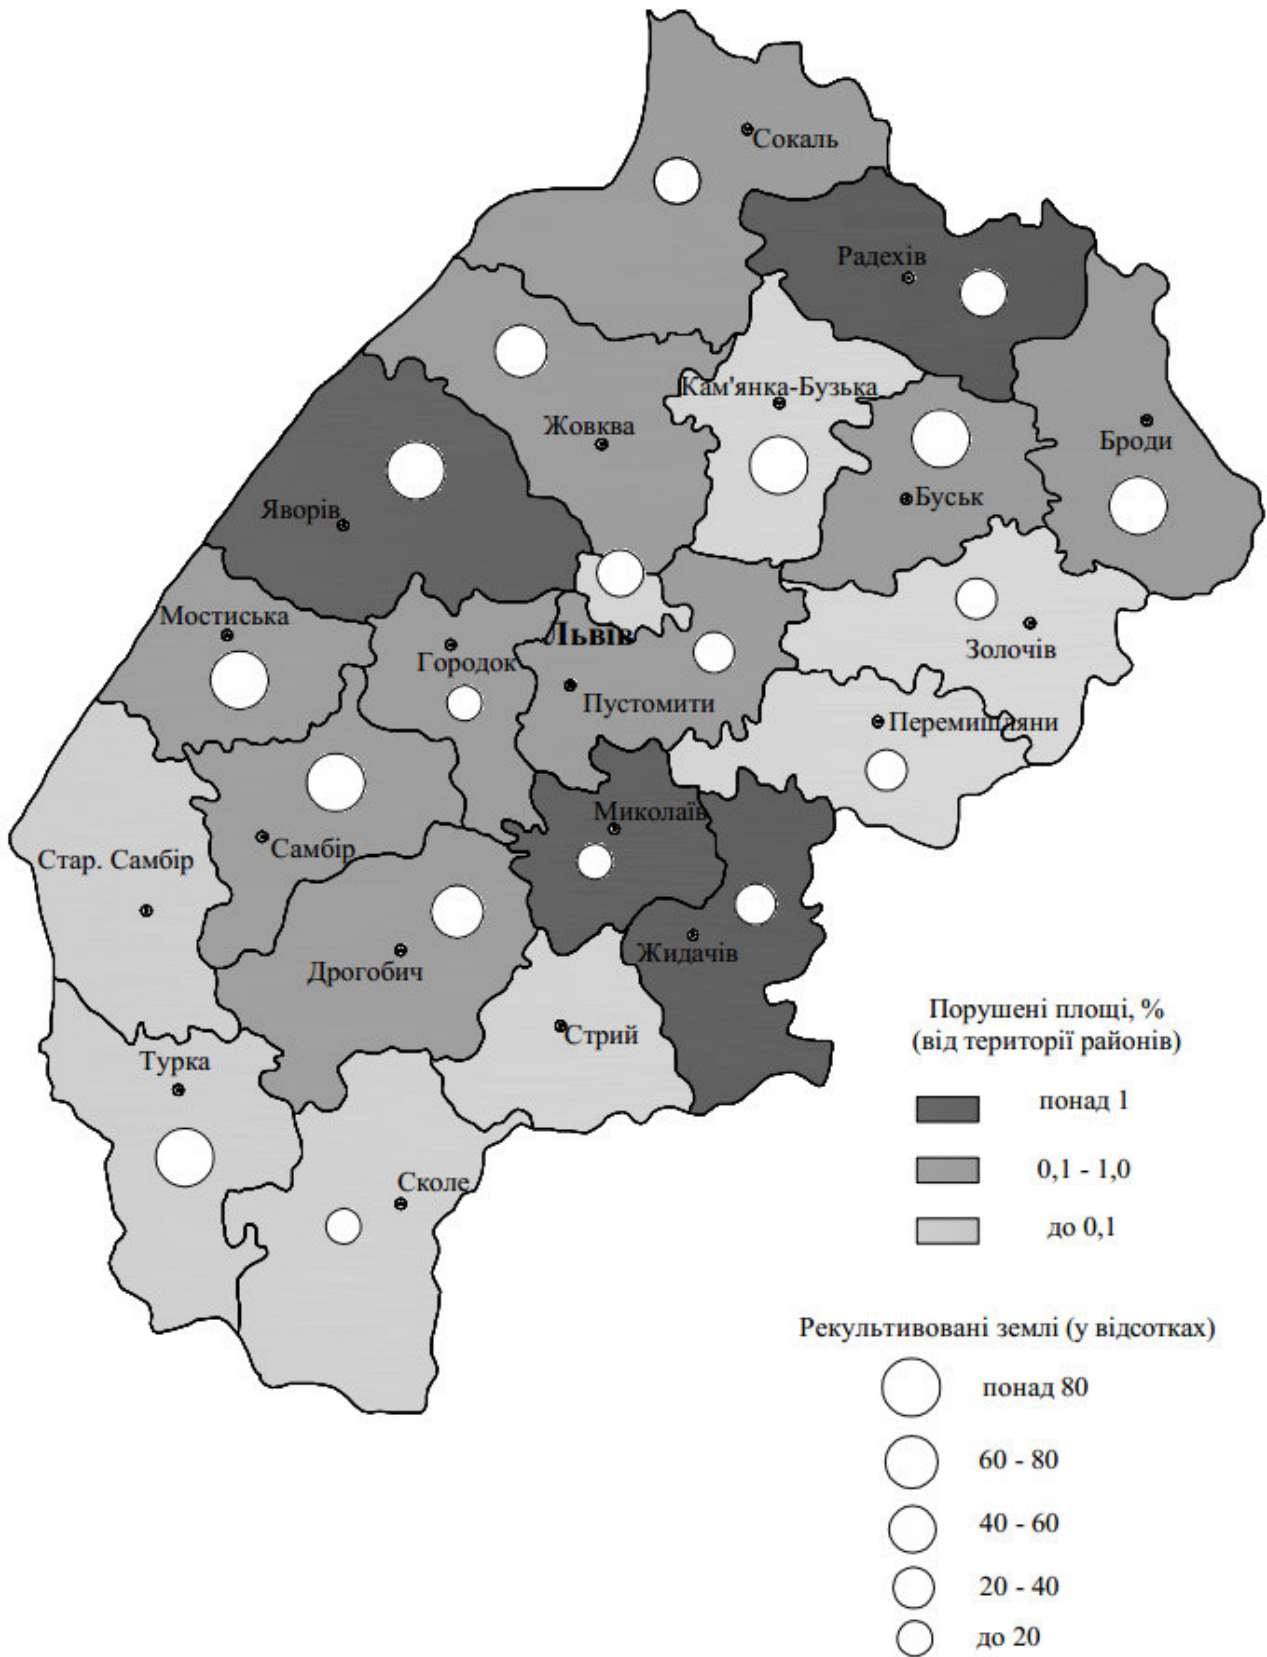 Сокаль
Радехів
Кам'янка-Бузька
Жовква
Броди
Буськ
Яворів
Мостиська
Львів
Городок
Золочів
Пустомити
Перемишляни
Миколаїв
Самбір
Стар. Самбір
Жидачів
Дрогобич
Стрий
Турка
Сколе
Порушені площі, %
(від території районів)
понад 1
0,1 - 1,0
до 0,1
Рекультивовані землі (у відсотках)
понад 80
60 - 80
40 - 60
20 - 40
до 20